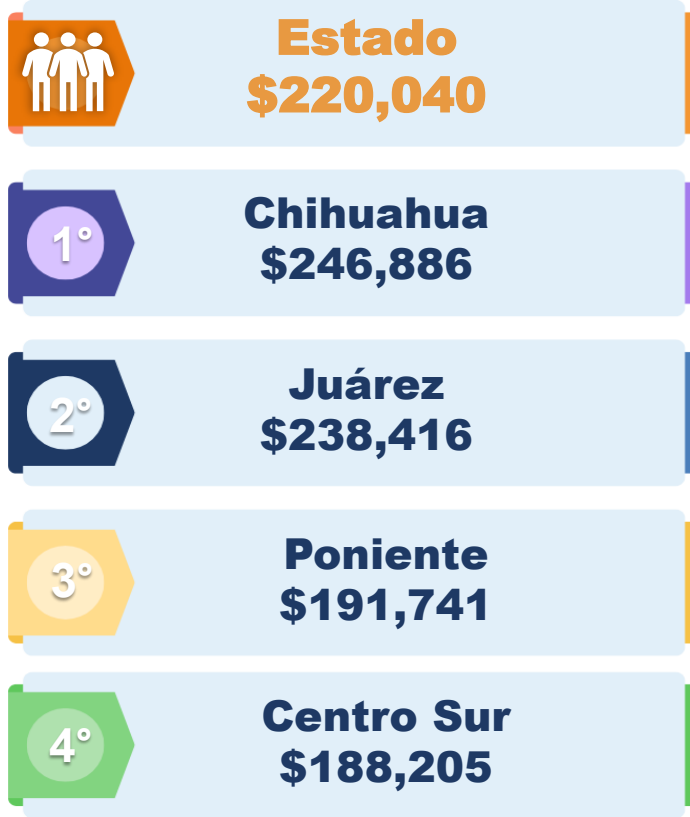 Estado
$220,040
1°
Chihuahua
$246,886
2°
Juárez
$238,416
3°
Poniente
$191,741
4°
Centro Sur
$188,205